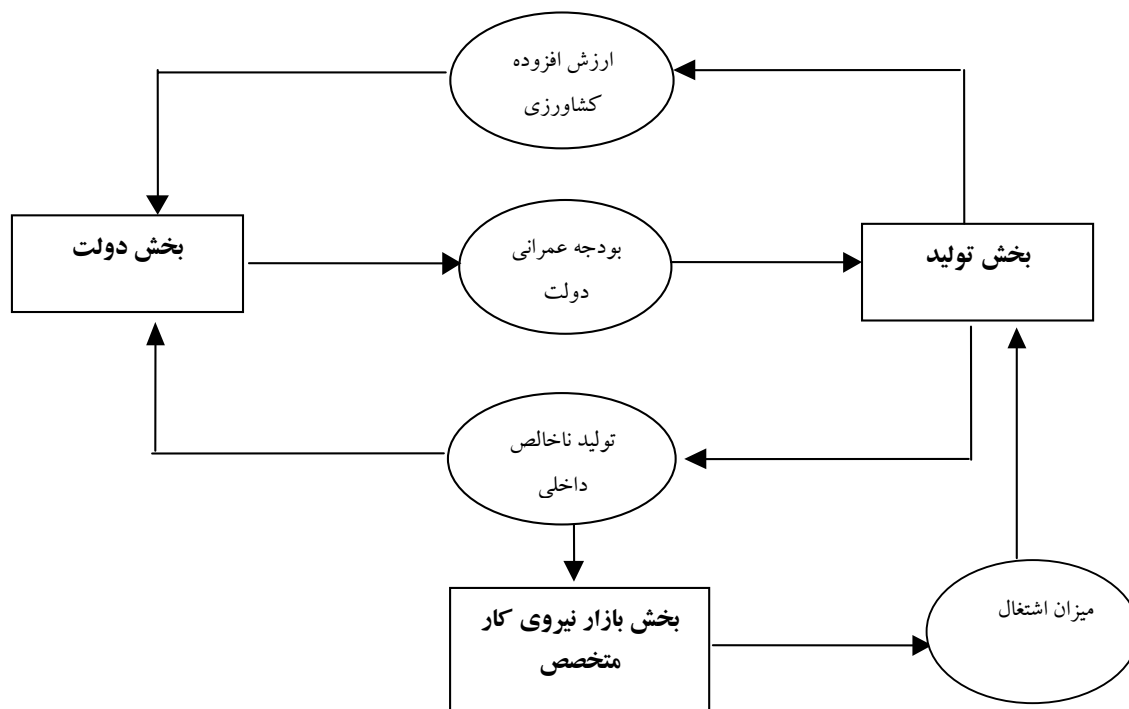 ارزش افزوده
کشاورزی
بخش دولت
بودجه عمرانی
دولت
بخش تولید
تولید ناخالص
داخلی
بخش بازار نیروی کار
متخصص
میزان اشتغال